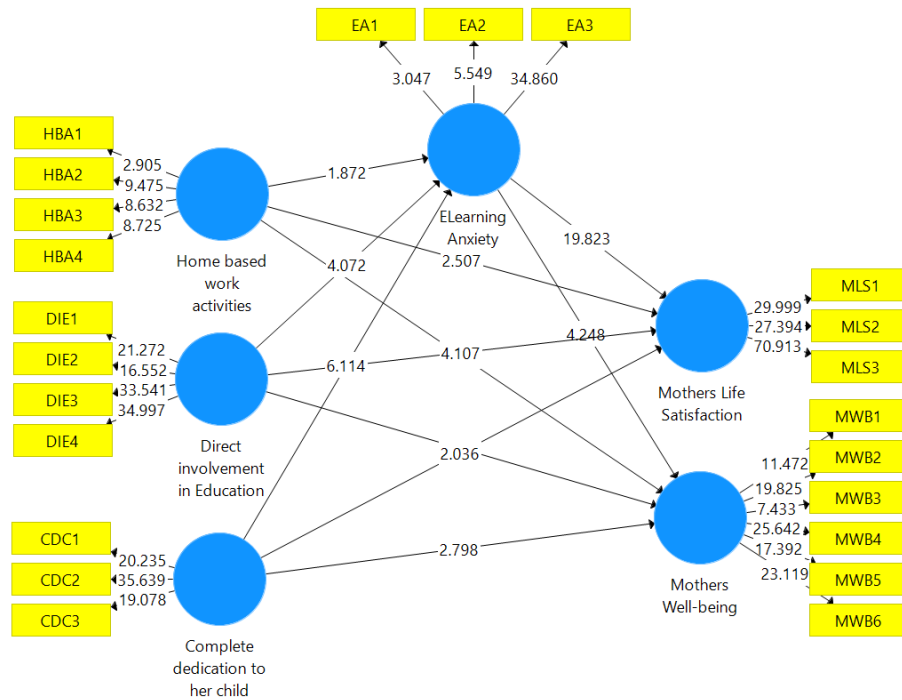 EA1
EA2
EA3
3.047
5.549
34.860
HBA1
HBA2
HBA3
HBA4
2.905
9.475
8.632
8.725
1.872
ELearning
Anxiety
Home based
work
activities
4.072
2.507
19.823
DIE1
DIE2
DIE3
DIE4
21.272
16.552
33.541
34.997
6.114
4.107
4.248
MLS1
MLS2
MLS3
29.999
27.394
70.913
Mothers Life
Satisfaction
Direct
involvement
in Education
2.036
MWB1
MWB2
MWB3
MWB4
MWB5
MWB6
11.472
19.825
7.433
25.642
17.392
23.119
CDC1
CDC2
CDC3
20.235
35.639
19.078
2.798
Mothers
Well-being
Complete
dedication to
her child